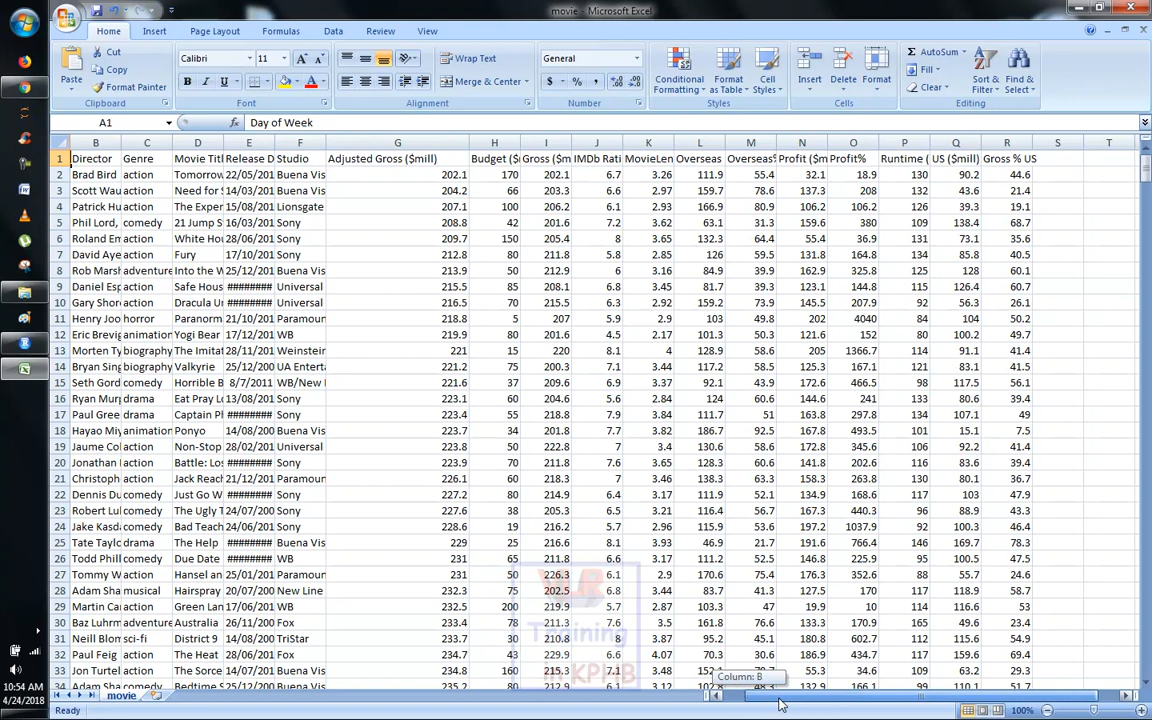 movie - Microsoft Excel
Home Insert Page Layout Formulas Data Review View
Paste Cut Copy Format Painter Calibri 11 Wrap Text Merge & Center General Conditional Formatting Format as Table Cell Styles Insert Delete Format AutoSum Fill Clear Sort & Filter Find & Select
Clipboard Font Alignment Number Styles Cells Editing
A1 fx Day of Week
B C D E F G H I J K L M N O P Q R S T
1 Director Genre Movie Titl Release D Studio Adjusted Gross ($mill) Budget ($ Gross ($m IMDb Rati MovieLen Overseas Overseas% Profit ($m Profit% Runtime ( US ($mill) Gross % US
2 Brad Bird action Tomorrow 22/05/201 Buena Vis 202.1 170 202.1 6.7 3.26 111.9 55.4 32.1 18.9 130 90.2 44.6
3 Scott Wau action Need for 14/03/201 Buena Vis 204.2 66 203.3 6.6 2.97 159.7 78.6 137.3 208 132 43.6 21.4
4 Patrick Hu action The Exper 15/08/201 Lionsgate 207.1 100 206.2 6.1 2.93 166.9 80.9 106.2 106.2 126 39.3 19.1
5 Phil Lord, comedy 21 Jump S 16/03/201 Sony 208.8 42 201.6 7.2 3.62 63.1 31.3 159.6 380 109 138.4 68.7
6 Roland Em action White Hou 28/06/201 Sony 209.7 150 205.4 8 3.65 132.3 64.4 55.4 36.9 131 73.1 35.6
7 David Aye action Fury 17/10/201 Sony 212.8 80 211.8 5.8 2.85 126 59.5 131.8 164.8 134 85.8 40.5
8 Rob Marsh adventure Into the W 25/12/201 Buena Vis 213.9 50 212.9 6 3.16 84.9 39.9 162.9 325.8 125 128 60.1
9 Daniel Esp action Safe Hous ######## Universal 215.5 85 208.1 6.8 3.45 81.7 39.3 123.1 144.8 115 126.4 60.7
10 Gary Shor action Dracula Un ######## Universal 216.5 70 215.5 6.3 2.92 159.2 73.9 145.5 207.9 92 56.3 26.1
11 Henry Joo horror Paranorm 21/10/201 Paramoun 218.8 5 207 5.9 2.9 103 49.8 202 4040 84 104 50.2
12 Eric Brevig animation Yogi Bear 17/12/201 WB 219.9 80 201.6 4.5 2.17 101.3 50.3 121.6 152 80 100.2 49.7
13 Morten Ty biography The Imitat 28/11/201 Weinstein 221 15 220 8.1 4 128.9 58.6 205 1366.7 114 91.1 41.4
14 Bryan Sing biography Valkyrie 25/12/200 UA Enterta 221.2 75 200.3 7.1 3.44 117.2 58.5 125.3 167.1 121 83.1 41.5
15 Seth Gord comedy Horrible B 8/7/2011 WB/New L 221.6 37 209.6 6.9 3.37 92.1 43.9 172.6 466.5 98 117.5 56.1
16 Ryan Murp drama Eat Pray Lo 13/08/201 Sony 223.1 60 204.6 5.6 2.84 124 60.6 144.6 241 133 80.6 39.4
17 Paul Gree drama Captain Ph ######## Sony 223.4 55 218.8 7.9 3.84 111.7 51 163.8 297.8 134 107.1 49
18 Hayao Miy animation Ponyo 14/08/200 Buena Vis 223.7 34 201.8 7.7 3.82 186.7 92.5 167.8 493.5 101 15.1 7.5
19 Jaume Col action Non-Stop 28/02/201 Universal 223.8 50 222.8 7 3.4 130.6 58.6 172.8 345.6 106 92.2 41.4
20 Jonathan L action Battle: Los ######## Sony 223.9 70 211.8 7.6 3.65 128.3 60.6 141.8 202.6 116 83.6 39.4
21 Christoph action Jack Reach 21/12/201 Paramoun 226.3 60 218.3 7 3.46 138.3 63.3 158.3 263.8 130 80.1 36.7
22 Dennis Du comedy Just Go W ######## Sony 227.2 80 214.9 6.4 3.17 111.9 52.1 134.9 168.6 117 103 47.9
23 Robert Lu comedy The Ugly T 24/07/200 Sony 227.6 38 205.3 6.5 3.21 116.4 56.7 167.3 440.3 96 88.9 43.3
24 Jake Kasda comedy Bad Teach 24/06/201 Sony 228.6 19 216.2 5.7 2.96 115.9 53.6 197.2 1037.9 92 100.3 46.4
25 Tate Taylo drama The Help ######## Buena Vis 229 25 216.6 8.1 3.93 46.9 21.7 191.6 766.4 146 169.7 78.3
26 Todd Phill comedy Due Date ######## WB 231 65 211.8 6.6 3.17 111.2 52.5 146.8 225.9 95 100.5 47.5
27 Tommy W action Hansel an 25/01/201 Paramoun 231 50 226.3 6.1 2.9 170.6 75.4 176.3 352.6 88 55.7 24.6
28 Adam Sha musical Hairspray 20/07/200 New Line 232.3 75 202.5 6.8 3.44 83.7 41.3 127.5 170 117 118.9 58.7
29 Martin Car action Green Lan 17/06/201 WB 232.5 200 219.9 5.7 2.87 103.3 47 19.9 10 114 116.6 53
30 Baz Luhrm adventure Australia 26/11/200 Fox 233.4 78 211.3 6.6 3.5 161.8 76.6 133.3 170.9 165 49.6 23.4
31 Neill Blom sci-fi District 9 14/08/200 TriStar 233.7 30 210.8 8 3.67 95.2 45.1 180.8 602.7 112 115.6 54.9
32 Paul Feig action The Heat 28/06/201 Fox 234.7 43 229.9 6.6 4.07 70.3 30.6 186.9 434.7 117 159.6 69.4
33 Jon Turtel adventure The Sorce 14/07/201 Buena Vis 234.8 160 215.3 7.1 3.68 55.3 34.6 109 63.2 29.3
34 Adam Sha comedy Bedtime S 25/12/200 Buena Vis 235.2 80 212.9 6.1 3.12 102.8 48.3 132.9 166.1 99 110.1 51.7
VLR Training in KPHB
Column: B
movie
Ready 100%
10:54 AM
4/24/2018